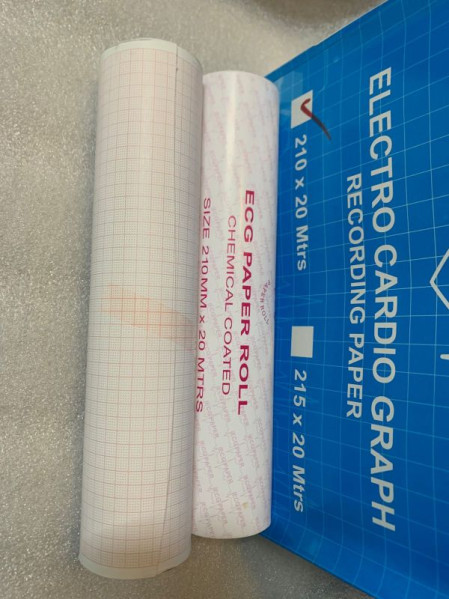 ELECTRO CARDIO GRAPH
RECORDING PAPER
210 x 20 Mtrs
215 x 20 Mtrs
ECG PAPER ROLL
CHEMICAL COATED
SIZE 210MM x 20 MTRS